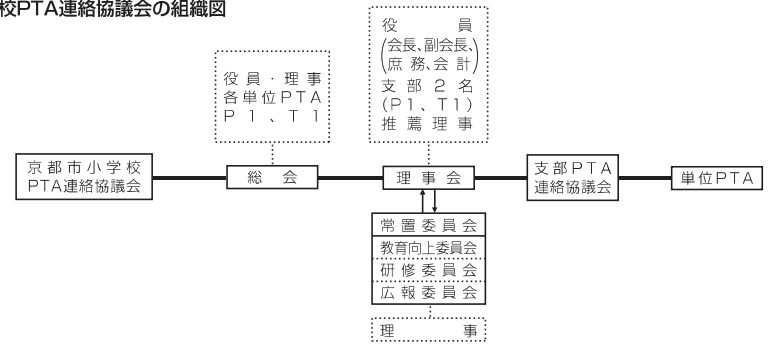 校PTA連絡協議会の組織図
役員・理事
各単位PTA
P1、T1
役員
(会長、副会長、
庶務、会計)
支部2名
(P1、T1)
推薦理事
京都市小学校
PTA連絡協議会
総会
理事会
支部PTA
連絡協議会
単位PTA
常置委員会
教育向上委員会
研修委員会
広報委員会
理事